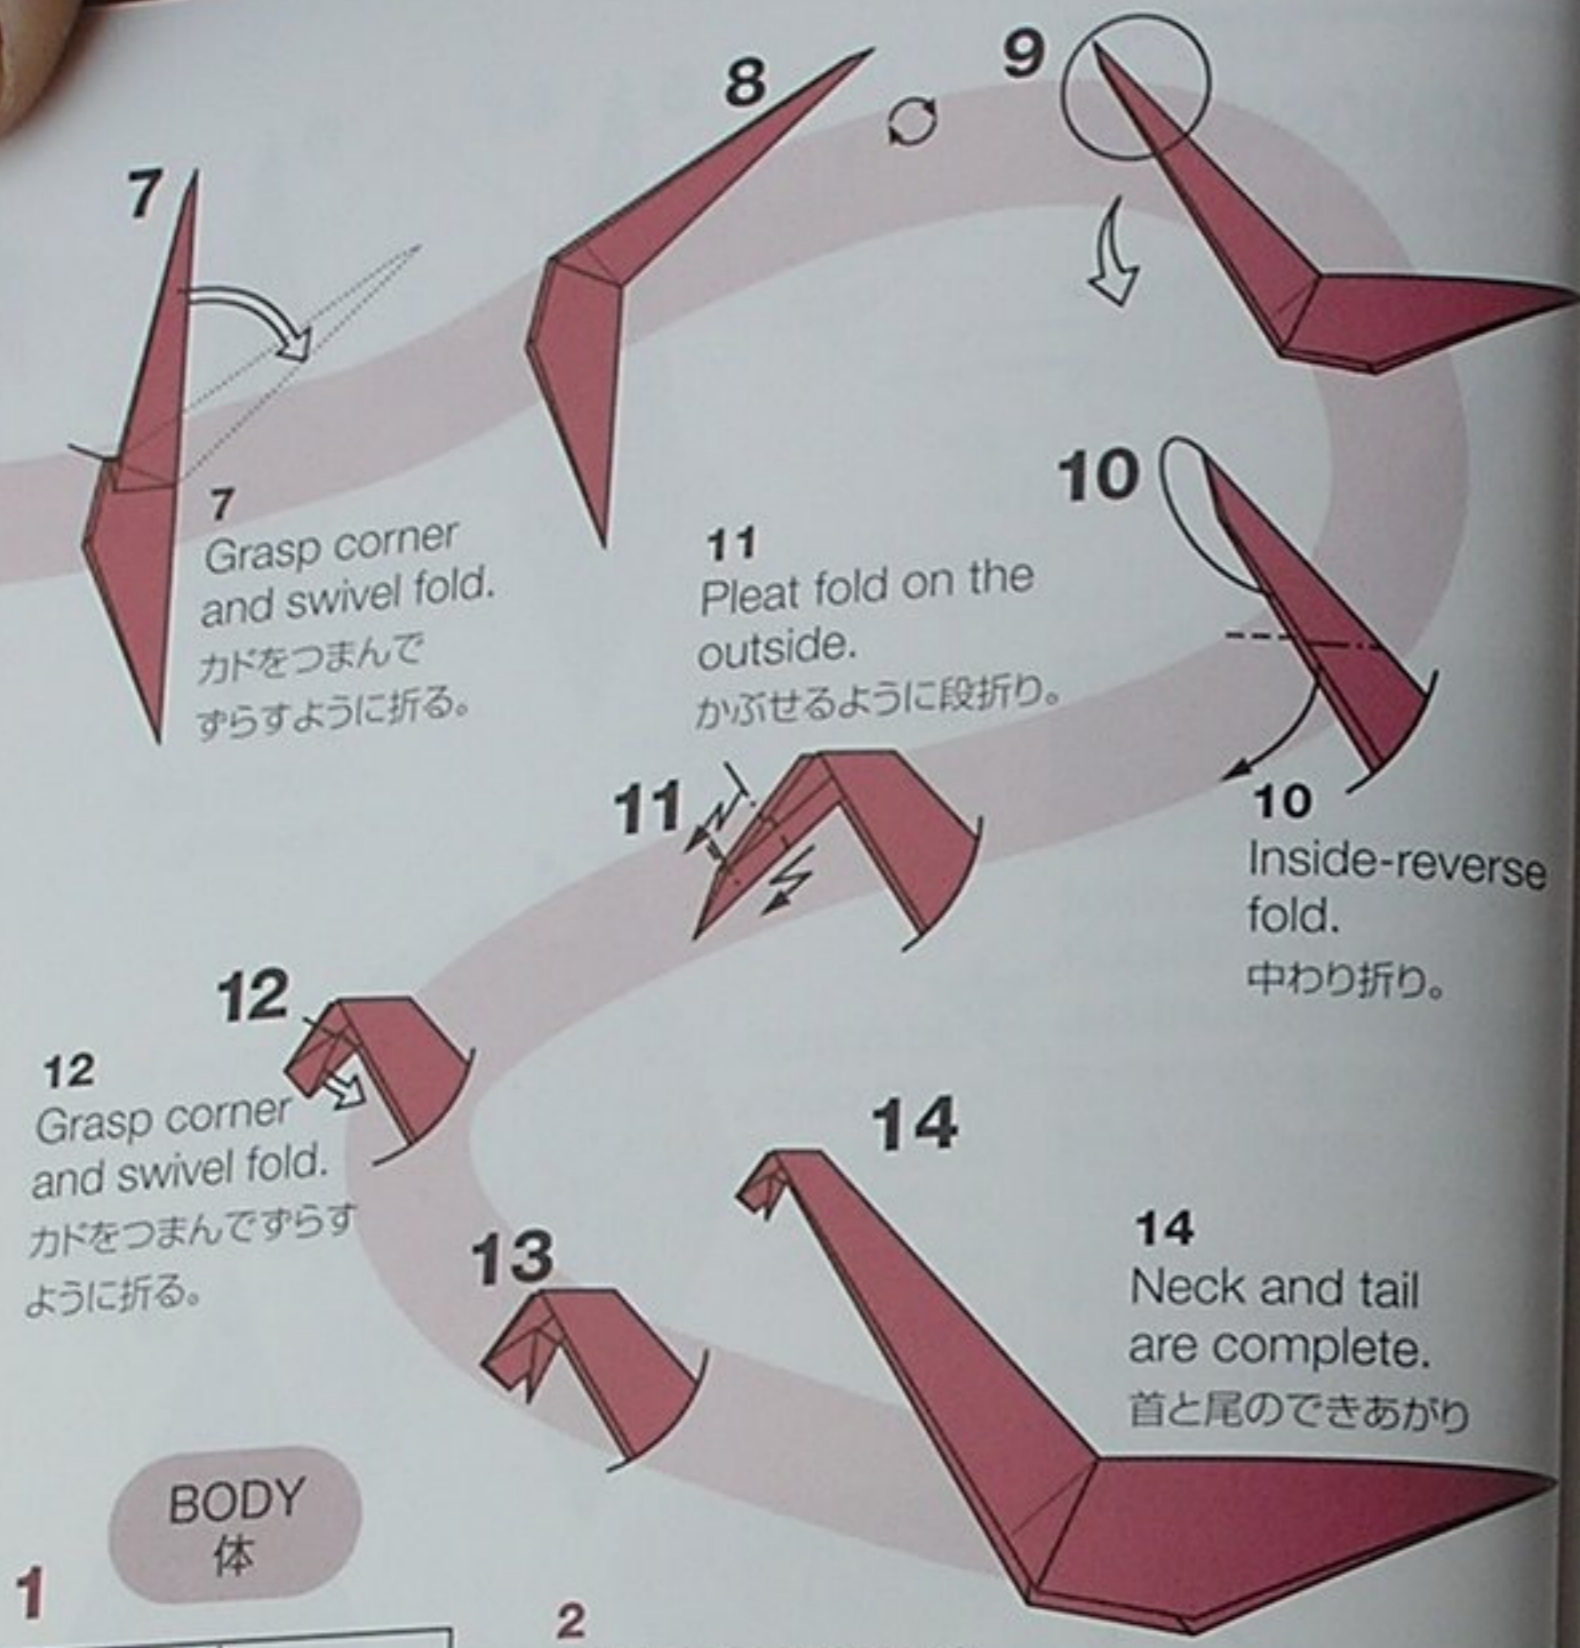 7
8
9
7
Grasp corner
and swivel fold.
カドをつまんで
ずらすように折る。
10
10
Inside-reverse
fold.
中わり折り。
11
Pleat fold on the
outside.
かぶせるように段折り。
11
12
12
Grasp corner
and swivel fold.
カドをつまんでずらす
ように折る。
13
14
14
Neck and tail
are complete.
首と尾のできあがり
BODY
体
1
2